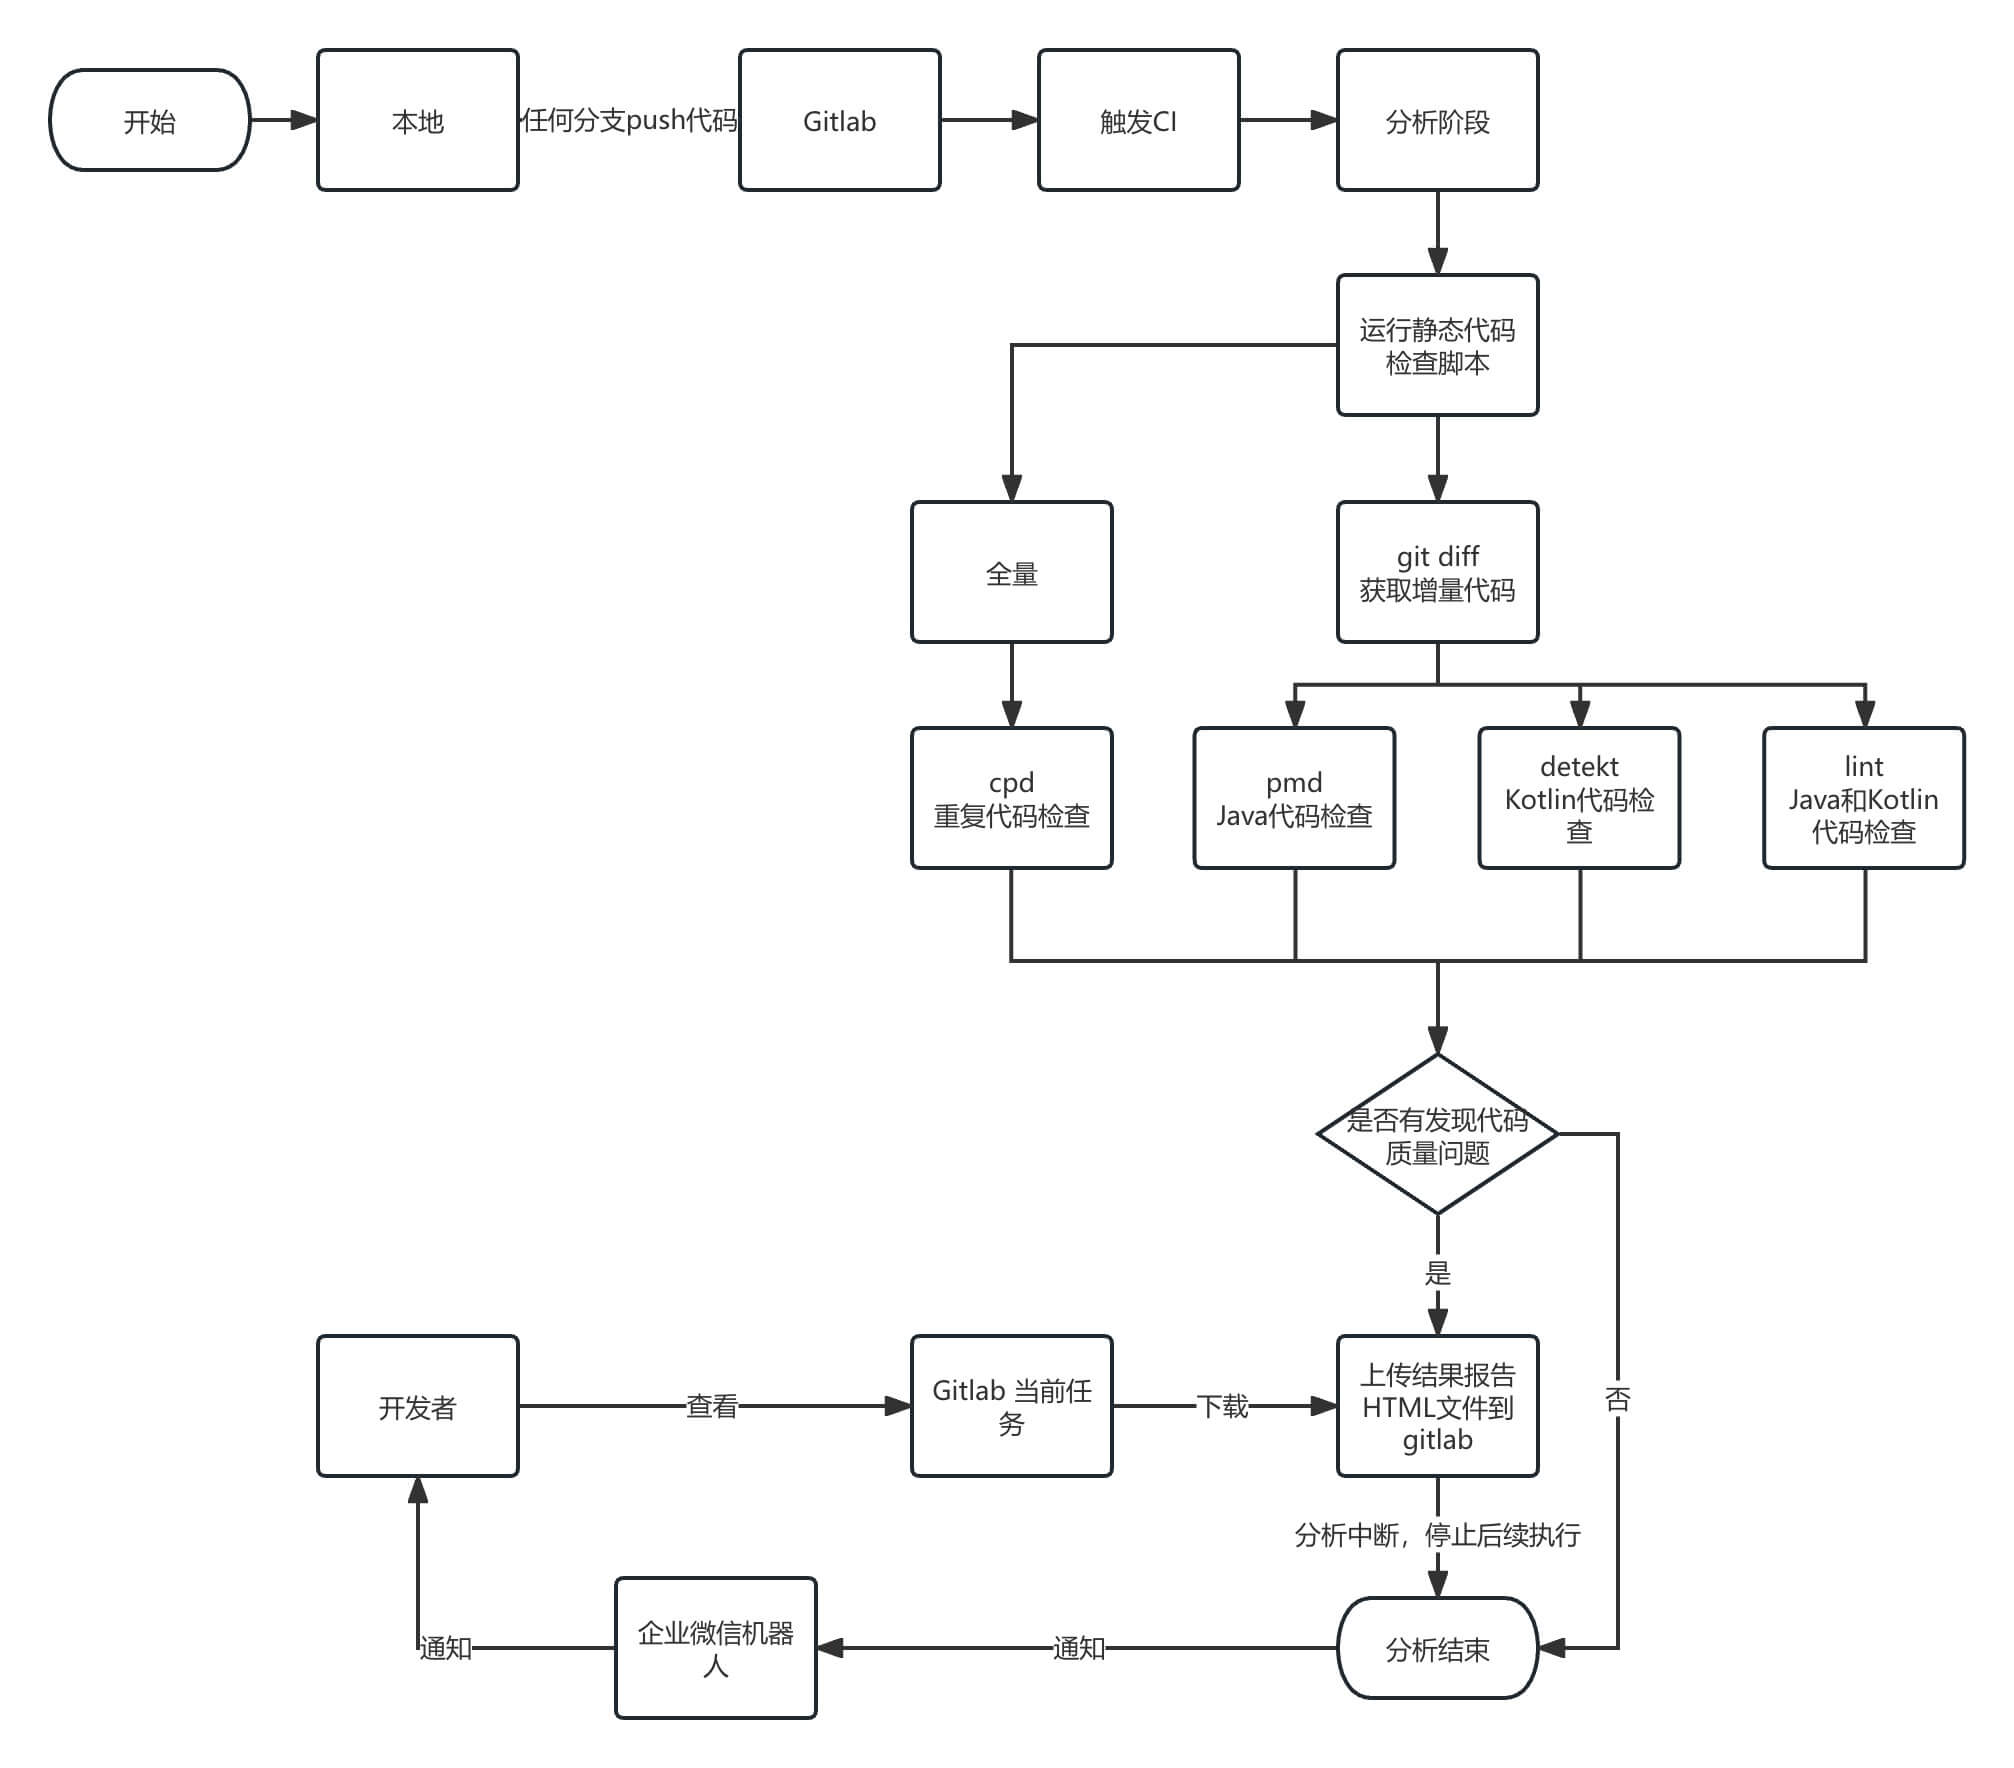 开始
本地
任何分支push代码
Gitlab
触发CI
分析阶段
运行静态代码
检查脚本
全量
git diff
获取增量代码
cpd
重复代码检查
pmd
Java代码检查
detekt
Kotlin代码检
查
lint
Java和Kotlin
代码检查
是否有发现代码
质量问题
是
否
开发者
查看
Gitlab 当前任
务
下载
上传结果报告
HTML文件到
gitlab
分析中断，停止后续执行
通知
企业微信机器
人
通知
分析结束